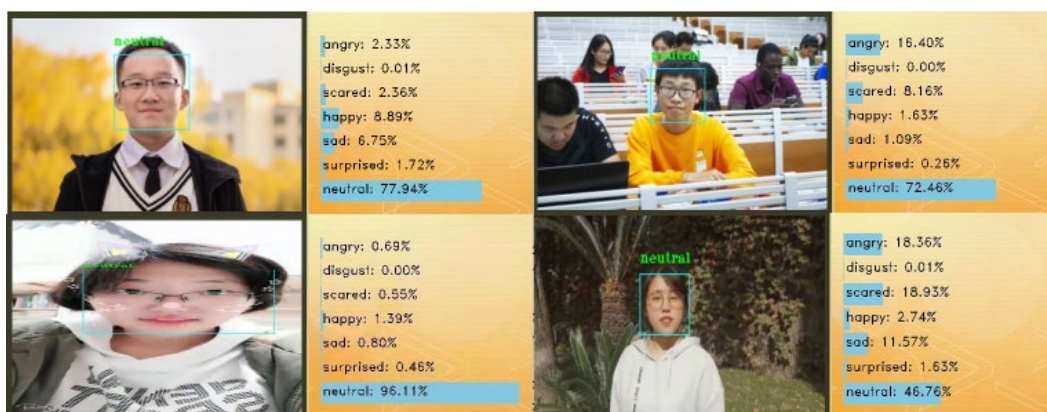 neutral
angry: 2.33%
disgust: 0.01%
scared: 2.36%
happy: 8.89%
sad: 6.75%
surprised: 1.72%
neutral: 77.94%
neutral
angry: 16.40%
disgust: 0.00%
scared: 8.16%
happy: 1.63%
sad: 1.09%
surprised: 0.26%
neutral: 72.46%
neutral
angry: 0.69%
disgust: 0.00%
scared: 0.55%
happy: 1.39%
sad: 0.80%
surprised: 0.46%
neutral: 96.11%
neutral
angry: 18.36%
disgust: 0.01%
scared: 18.93%
happy: 2.74%
sad: 11.57%
surprised: 1.63%
neutral: 46.76%